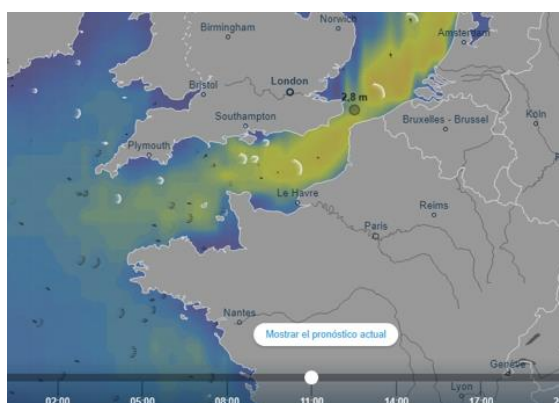 Birmingham
Norwich
Amsterdam
Bristol
London
2,8 m
Southampton
Bruxelles - Brussel
Köln
Plymouth
Le Havre
Reims
Paris
Nantes
Mostrar el pronóstico actual
Genève
Lyon
02:00 05:00 08:00 11:00 14:00 17:00